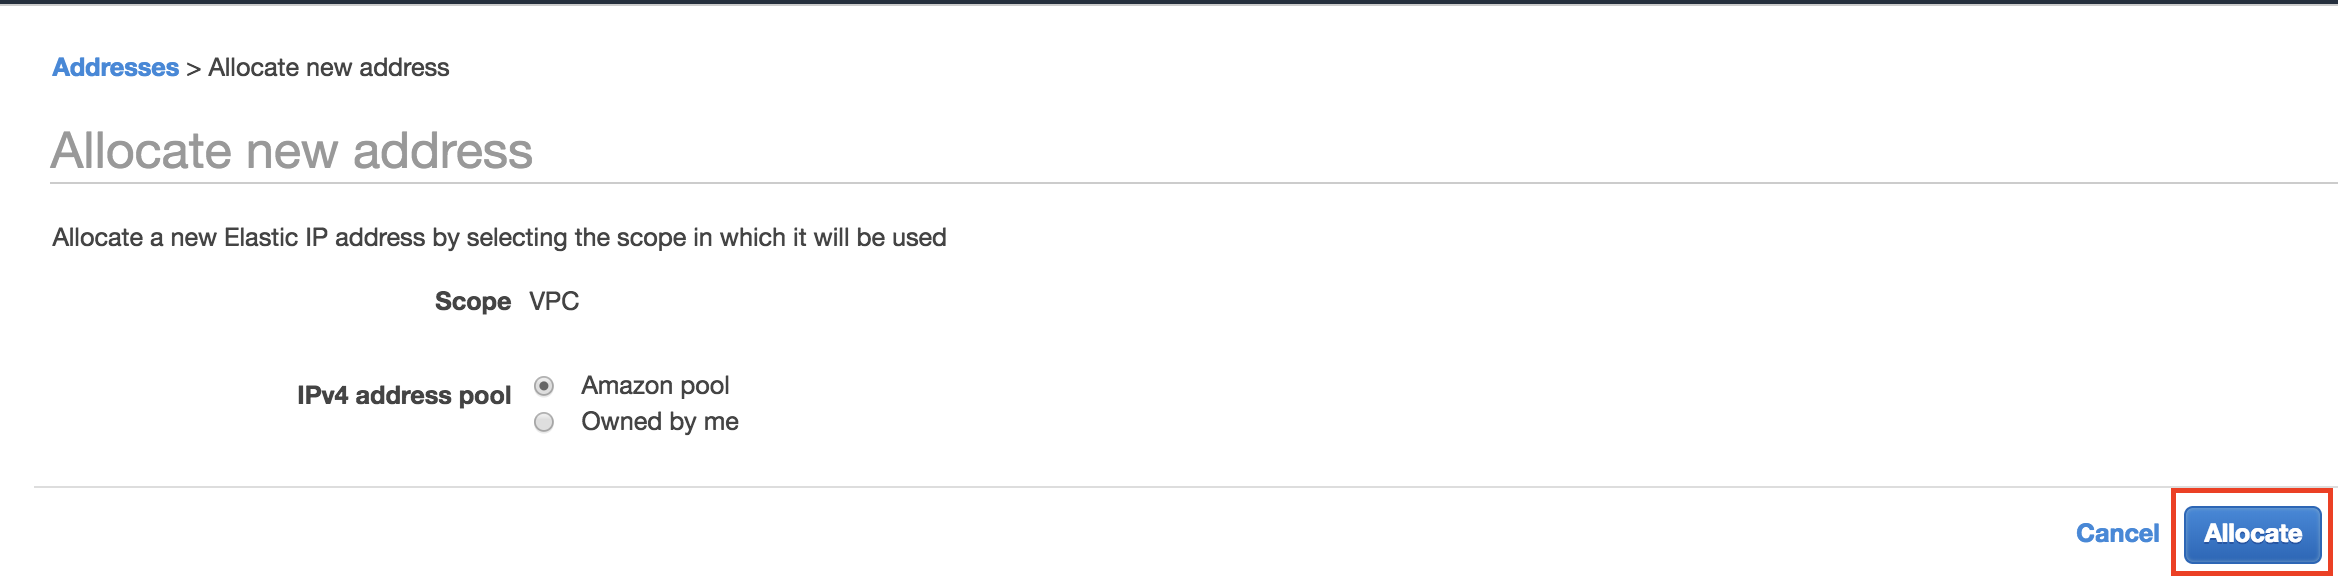 Addresses > Allocate new address
Allocate new address
Allocate a new Elastic IP address by selecting the scope in which it will be used
Scope VPC
IPv4 address pool
Amazon pool
Owned by me
Cancel Allocate